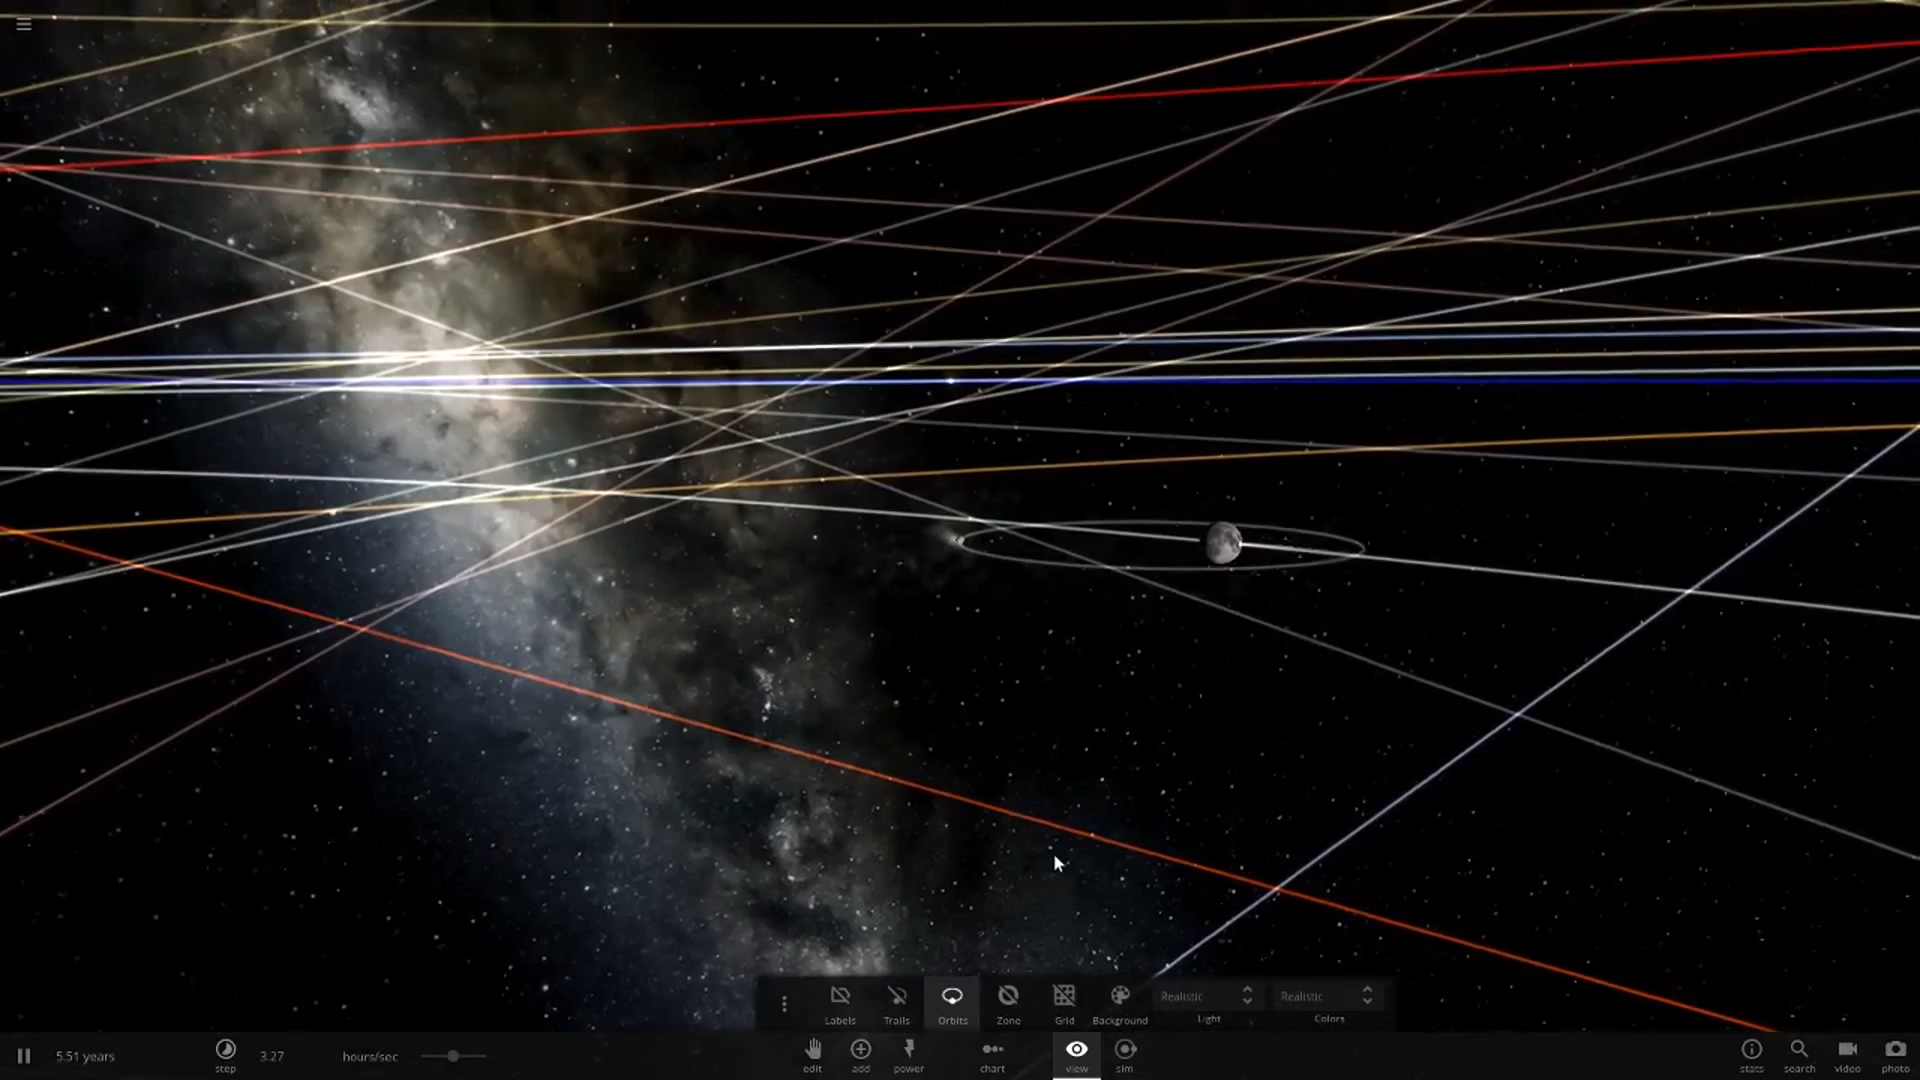 Realistic
Realistic
Labels
Trails
Orbits
Zone
Grid
Background
Light
Colors
5.51 years
step
3.27
hours/sec
edit
add
power
chart
view
sim
stats
search
video
photo